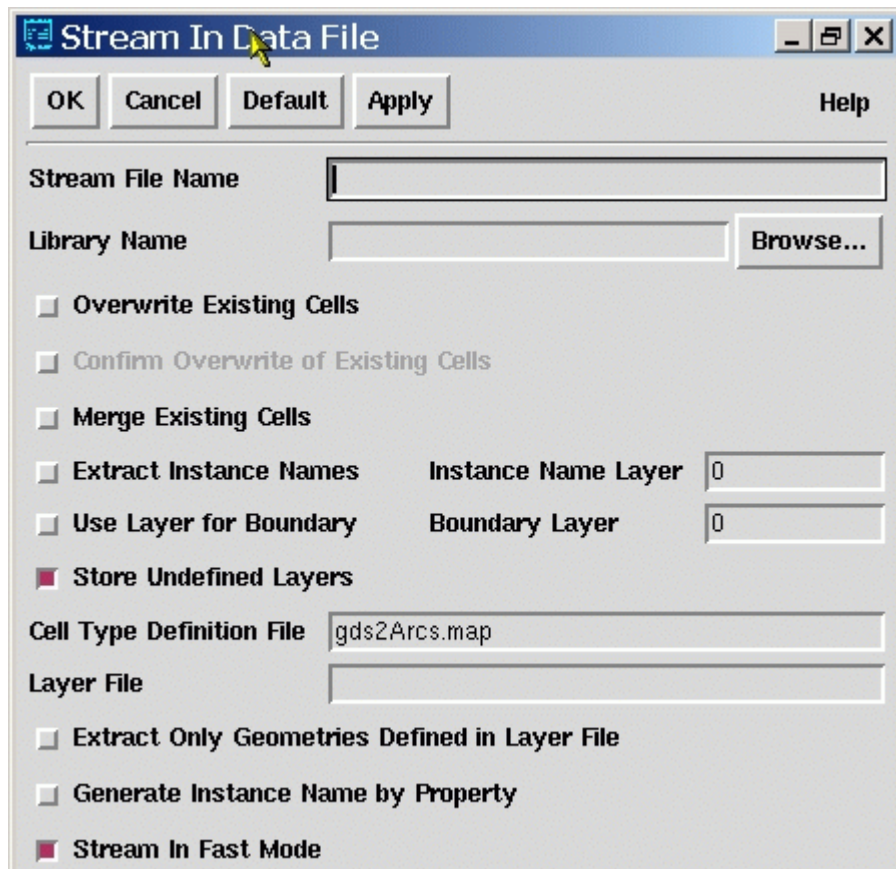 Stream In Data File
OK Cancel Default Apply Help
Stream File Name
Library Name Browse...
Overwrite Existing Cells
Confirm Overwrite of Existing Cells
Merge Existing Cells
Extract Instance Names Instance Name Layer 0
Use Layer for Boundary Boundary Layer 0
Store Undefined Layers
Cell Type Definition File gds2Arcs.map
Layer File
Extract Only Geometries Defined in Layer File
Generate Instance Name by Property
Stream In Fast Mode